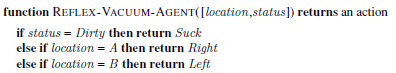 function REFLEX-VACUUM-AGENT([location,status]) returns an action
if status = Dirty then return Suck
else if location = A then return Right
else if location = B then return Left